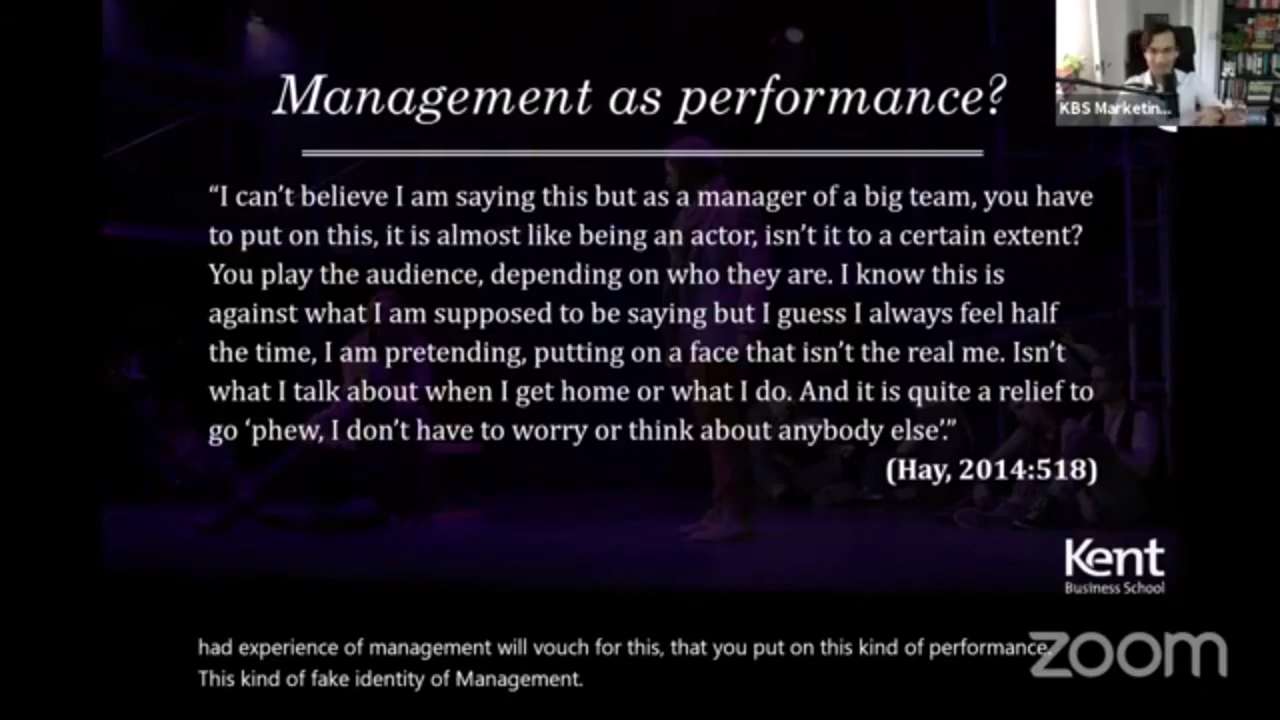 Management as performance?
KBS Marketin...
“I can’t believe I am saying this but as a manager of a big team, you have
to put on this, it is almost like being an actor, isn’t it to a certain extent?
You play the audience, depending on who they are. I know this is
against what I am supposed to be saying but I guess I always feel half
the time, I am pretending, putting on a face that isn’t the real me. Isn’t
what I talk about when I get home or what I do. And it is quite a relief to
go ‘phew, I don’t have to worry or think about anybody else’.”
(Hay, 2014:518)
Kent
Business School
had experience of management will vouch for this, that you put on this kind of performance.
This kind of fake identity of Management.
zoom